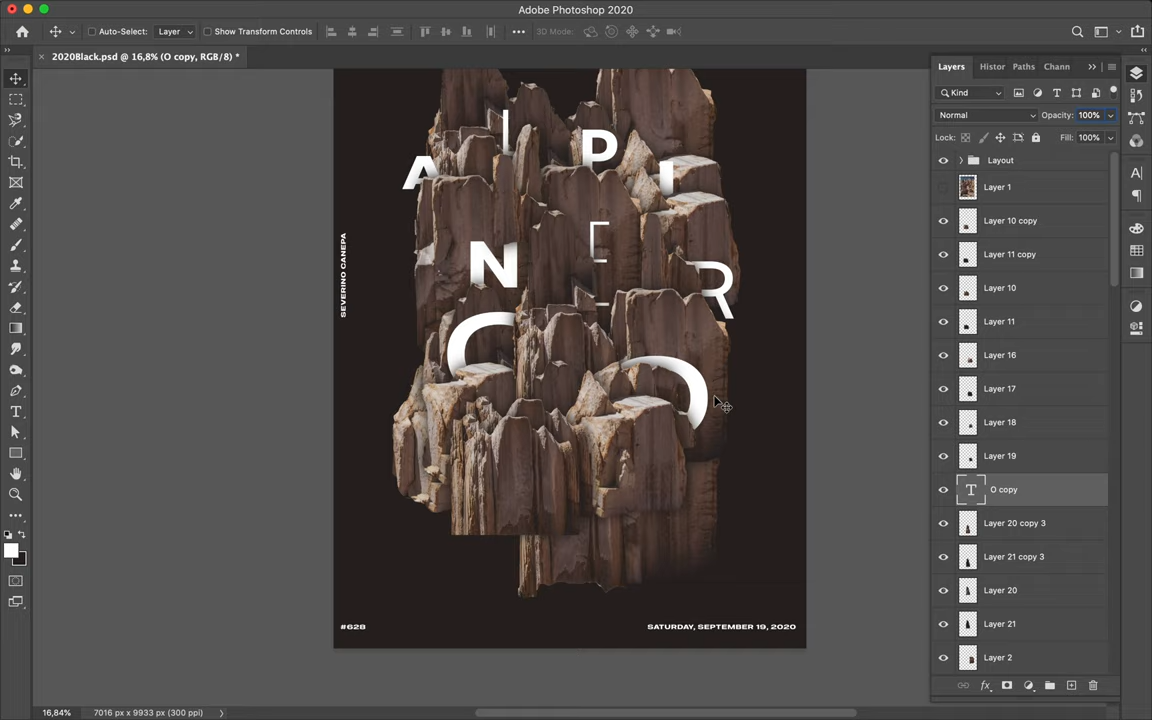 Adobe Photoshop 2020
Auto-Select: Layer Show Transform Controls 3D Mode:
2020Black.psd @ 16,8% (O copy, RGB/8) *
Layers Histor Paths Chann
Kind
Normal Opacity: 100%
Lock: Fill: 100%
Layout
Layer 1
Layer 10 copy
Layer 11 copy
Layer 10
Layer 11
Layer 16
Layer 17
Layer 18
Layer 19
O copy
Layer 20 copy 3
Layer 21 copy 3
Layer 20
Layer 21
Layer 2
A I P I
N E R
C O
SEVERINO CANEPA
#628
SATURDAY, SEPTEMBER 19, 2020
16,84% 7016 px x 9933 px (300 ppi)